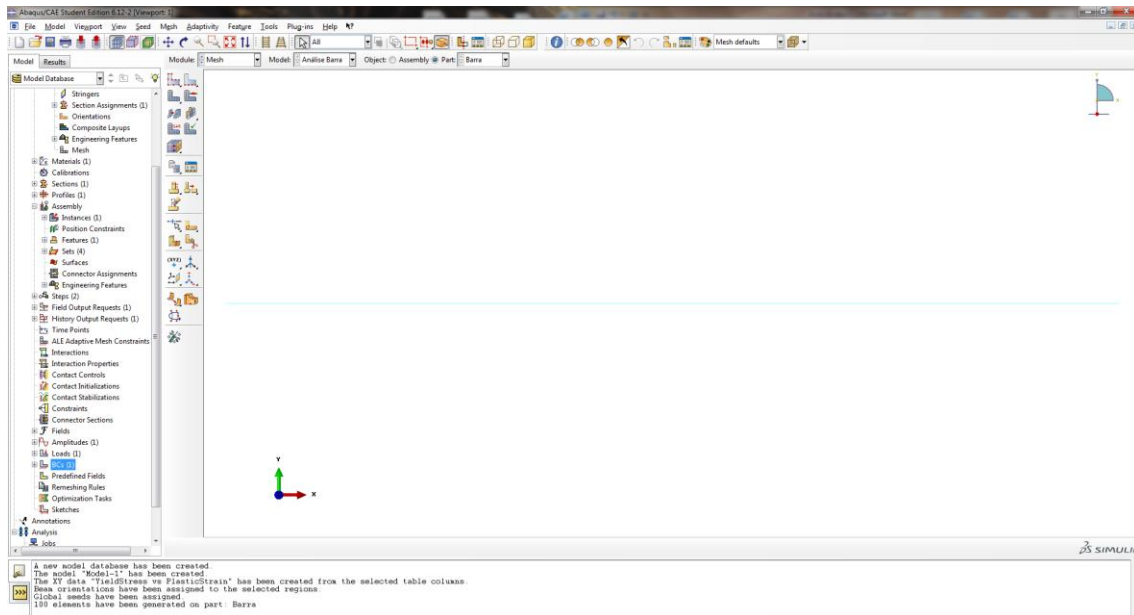 Abaqus/CAE Student Edition 6.12-2 [Viewport: 1]
File Model Viewport View Seed Mesh Adaptivity Feature Tools Plug-ins Help
All
Mesh defaults
Model Results
Module: Mesh Model: Análise Barra Object: Assembly Part: Barra
Model Database
Stringers
Section Assignments (1)
Orientations
Composite Layups
Engineering Features
Mesh
Materials (1)
Calibrations
Sections (1)
Profiles (1)
Assembly
Instances (1)
Position Constraints
Features (1)
Sets (4)
Surfaces
Connector Assignments
Engineering Features
Steps (2)
Field Output Requests (1)
History Output Requests (1)
Time Points
ALE Adaptive Mesh Constraints
Interactions
Interaction Properties
Contact Controls
Contact Initializations
Contact Stabilizations
Constraints
Connector Sections
Fields
Amplitudes (1)
Loads (1)
BCs (1)
Predefined Fields
Remeshing Rules
Optimization Tasks
Sketches
Annotations
Analysis
Jobs
(XYZ)
Y
X
SIMULI
A new model database has been created.
The model "Model-1" has been created.
The XY data "YieldStress vs PlasticStrain" has been created from the selected table columns.
Beam orientations have been assigned to the selected regions.
Global seeds have been assigned.
100 elements have been generated on part: Barra